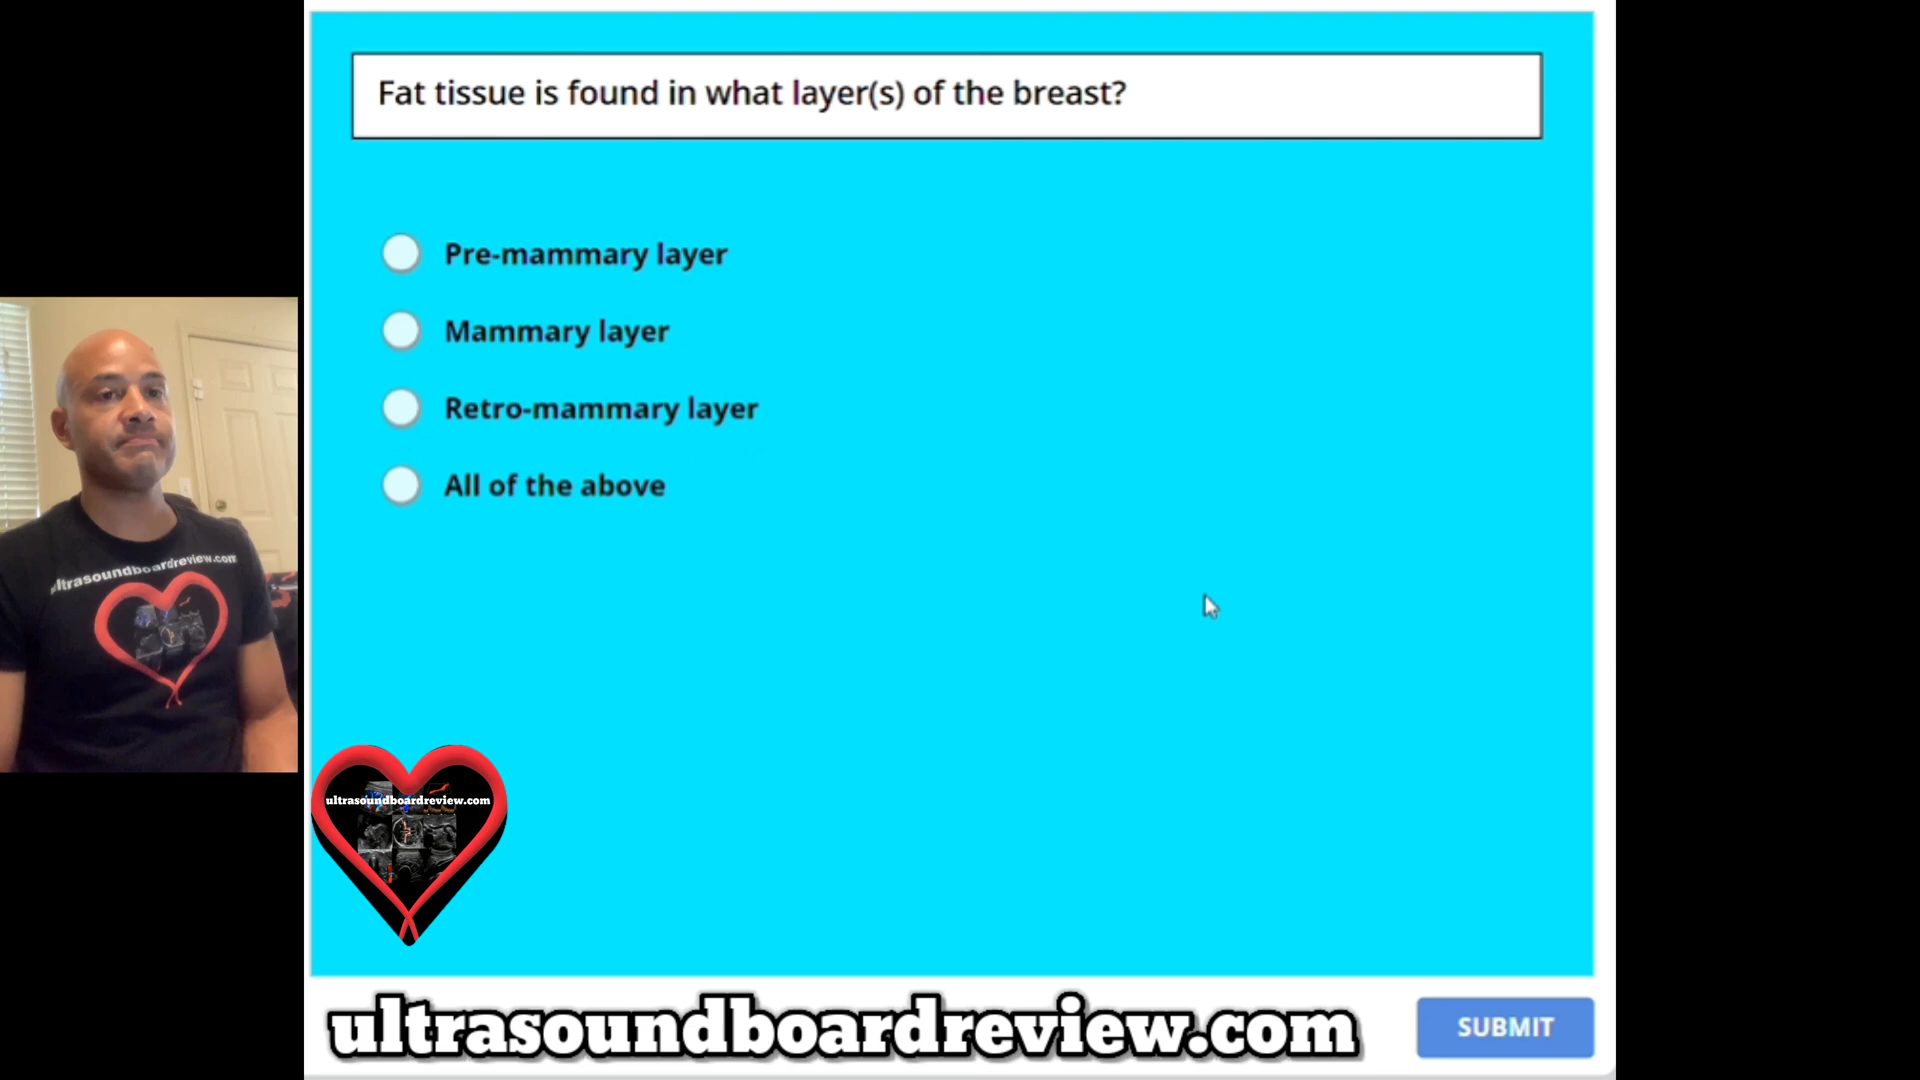 Fat tissue is found in what layer(s) of the breast?
Pre-mammary layer
Mammary layer
Retro-mammary layer
All of the above
ltrasoundboardreview.com
ultrasoundboardreview.com
ultrasoundboardreview.com
SUBMIT